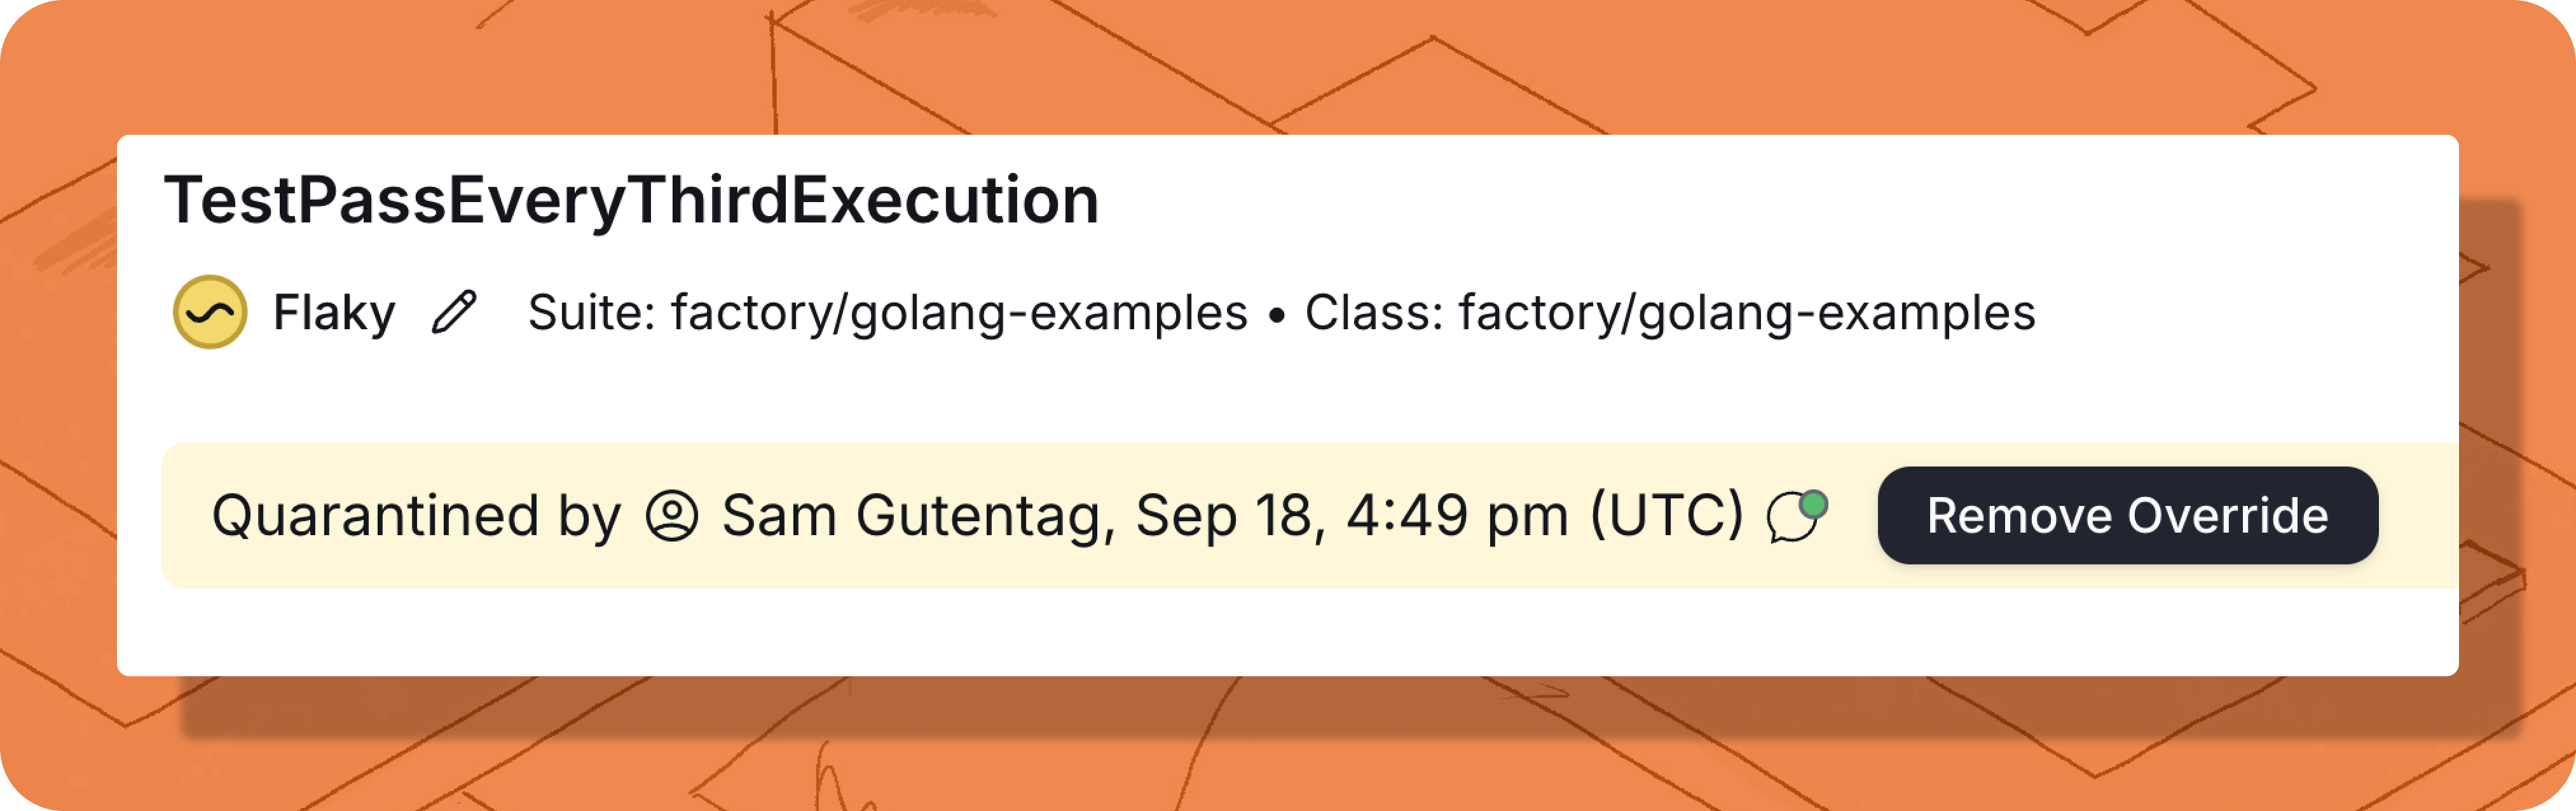 TestPassEveryThirdExecution
Flaky Suite: factory/golang-examples • Class: factory/golang-examples
Quarantined by Sam Gutentag, Sep 18, 4:49 pm (UTC) Remove Override